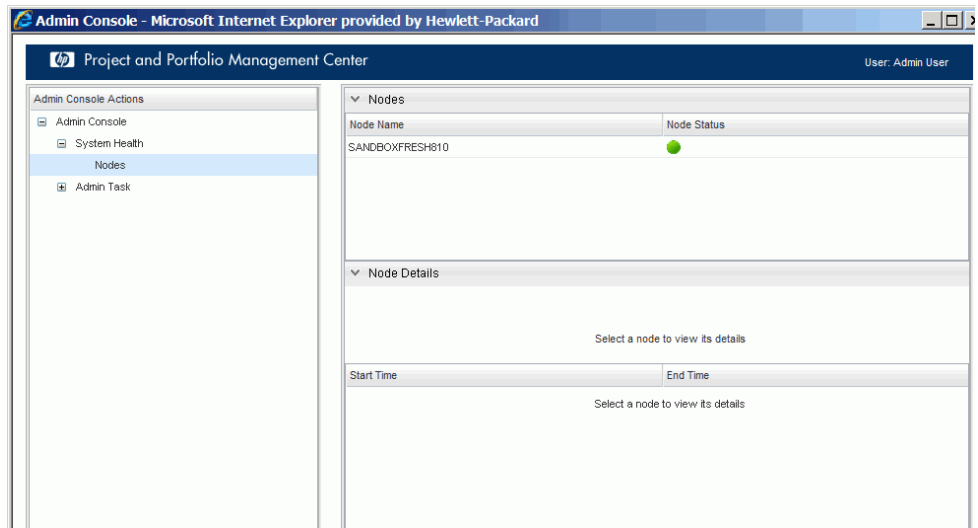 Admin Console - Microsoft Internet Explorer provided by Hewlett-Packard
hp Project and Portfolio Management Center
User: Admin User
Admin Console Actions
Admin Console
System Health
Nodes
Admin Task
Nodes
Node Name Node Status
SANDBOXFRESH810
Node Details
Select a node to view its details
Start Time End Time
Select a node to view its details